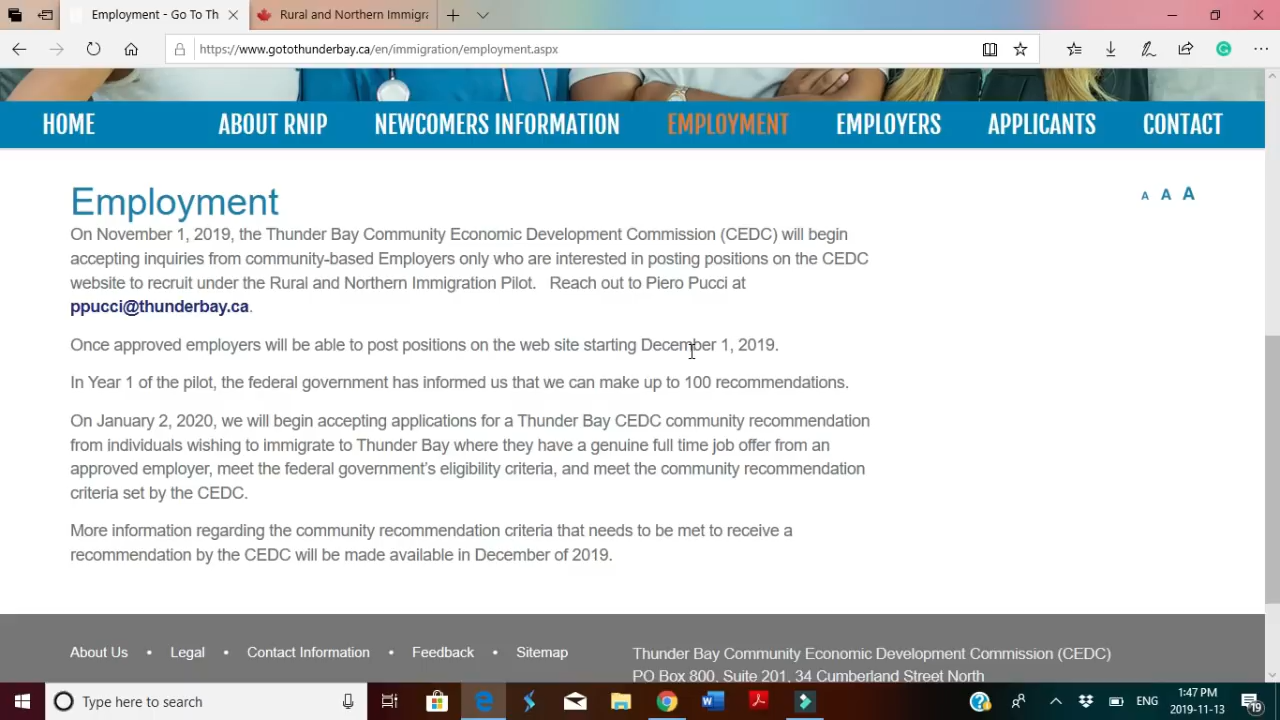 Employment - Go To Th
Rural and Northern Immigra
https://www.gotothunderbay.ca/en/immigration/employment.aspx
HOME ABOUT RNIP NEWCOMERS INFORMATION EMPLOYMENT EMPLOYERS APPLICANTS CONTACT
Employment
A A A
On November 1, 2019, the Thunder Bay Community Economic Development Commission (CEDC) will begin
accepting inquiries from community-based Employers only who are interested in posting positions on the CEDC
website to recruit under the Rural and Northern Immigration Pilot. Reach out to Piero Pucci at
ppucci@thunderbay.ca.
Once approved employers will be able to post positions on the web site starting December 1, 2019.
In Year 1 of the pilot, the federal government has informed us that we can make up to 100 recommendations.
On January 2, 2020, we will begin accepting applications for a Thunder Bay CEDC community recommendation
from individuals wishing to immigrate to Thunder Bay where they have a genuine full time job offer from an
approved employer, meet the federal government's eligibility criteria, and meet the community recommendation
criteria set by the CEDC.
More information regarding the community recommendation criteria that needs to be met to receive a
recommendation by the CEDC will be made available in December of 2019.
About Us • Legal • Contact Information • Feedback • Sitemap
Thunder Bay Community Economic Development Commission (CEDC)
PO Box 800, Suite 201, 34 Cumberland Street North
Type here to search
ENG
1:47 PM
2019-11-13
19